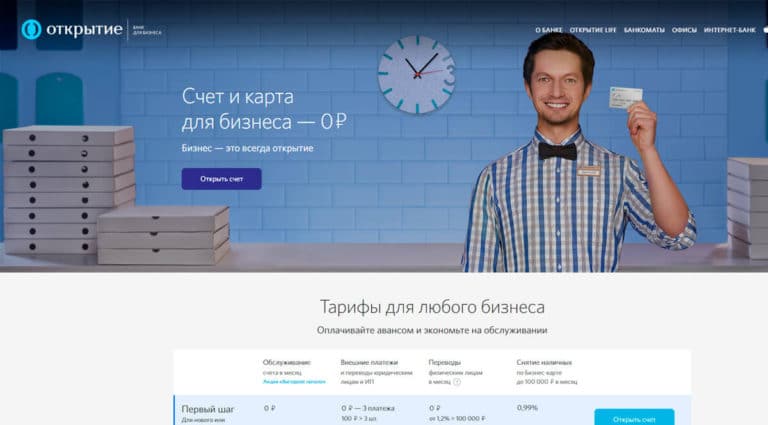 открытие
БАНК
ДЛЯ БИЗНЕСА
О БАНКЕ ОТКРЫТИЕ LIFE БАНКОМАТЫ ОФИСЫ ИНТЕРНЕТ-БАНК
Счет и карта
для бизнеса — 0 ₽
Бизнес — это всегда открытие
Открыть счет
Тарифы для любого бизнеса
Оплачивайте авансом и экономьте на обслуживании
Обслуживание Внешние платежи Переводы Снятие наличных
счета в месяц и переводы юридическим физическим лицам по Бизнес-карте
Акция «Выгодное начало» лицам и ИП в месяц ? до 100 000 ₽ в месяц
Первый шаг 0 ₽ 0 ₽ — 3 платежа 0 ₽ 0,99% Открыть счет
Для нового или 100 ₽ > 3 шт. от 1,2% > 100 000 ₽